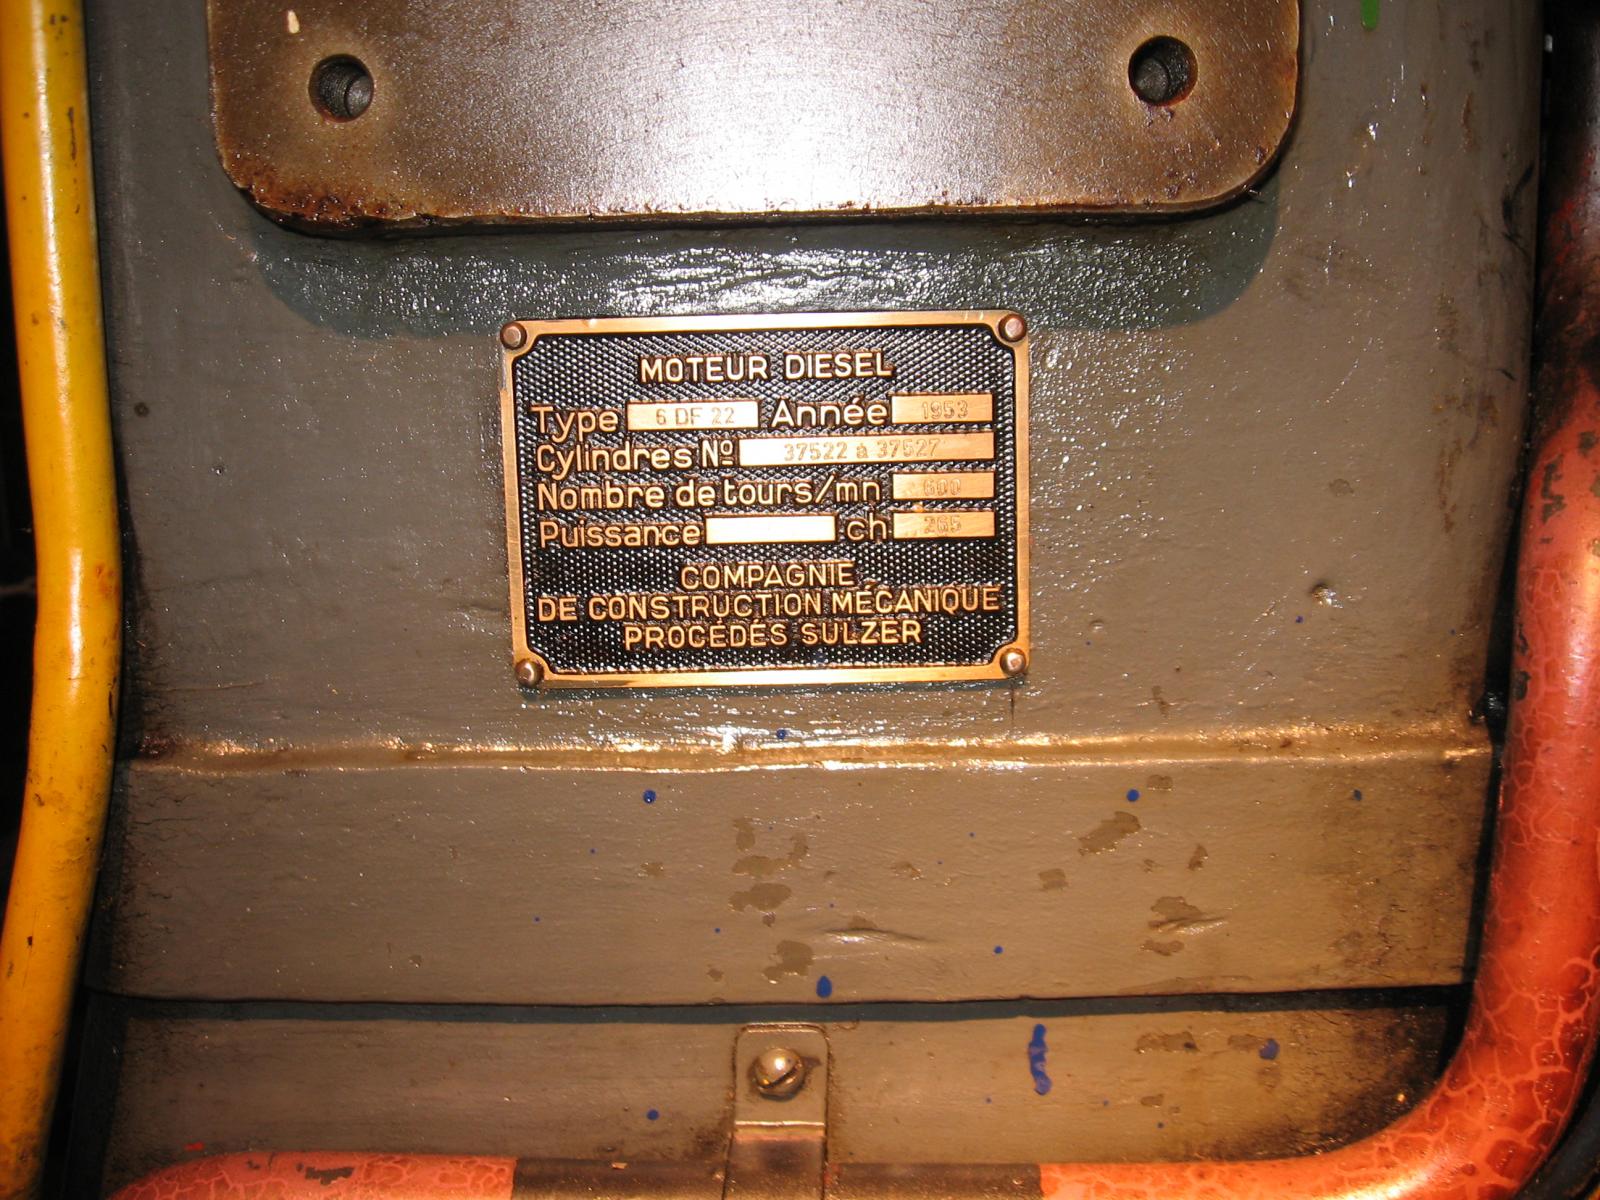 MOTEUR DIESEL
Type 6 DF 22 Année 1953
Cylindres Nº 37522 à 37527
Nombre de tours/mn 600
Puissance ch 265
COMPAGNIE
DE CONSTRUCTION MÉCANIQUE
PROCÉDÉS SULZER